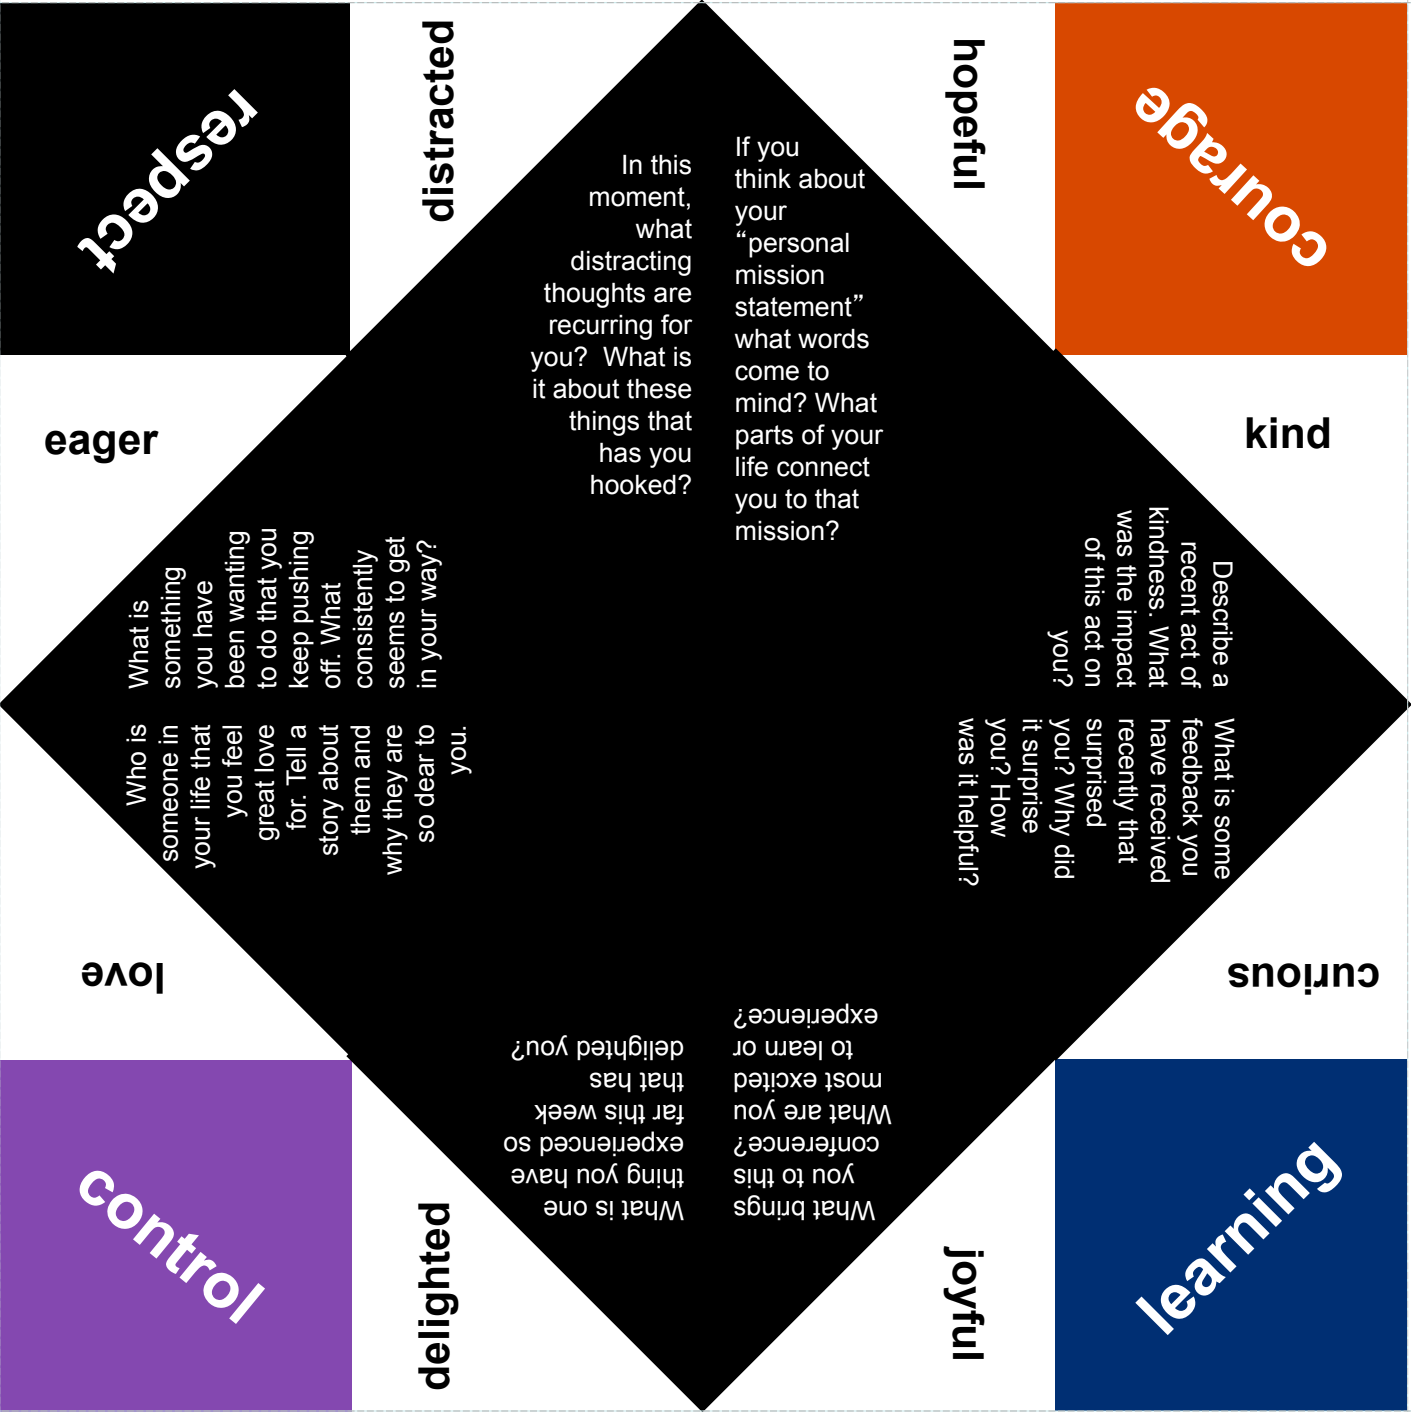 respect
distracted
hopeful
courage
In this
moment,
what
distracting
thoughts are
recurring for
you?  What is
it about these
things that
has you
hooked?
If you
think about
your
“personal
mission
statement”
what words
come to
mind? What
parts of your
life connect
you to that
mission?
eager
kind
What is
something
you have
been wanting
to do that you
keep pushing
off. What
consistently
seems to get
in your way?
Describe a
recent act of
kindness. What
was the impact
of this act on
you?
Who is
someone in
your life that
you feel
great love
for. Tell a
story about
them and
why they are
so dear to
you.
What is some
feedback you
have received
recently that
surprised
you? Why did
it surprise
you? How
was it helpful?
love
curious
What is one
thing you have
experienced so
far this week
that has
delighted you?
What brings
you to this
conference?
What are you
most excited
to learn or
experience?
control
delighted
joyful
learning